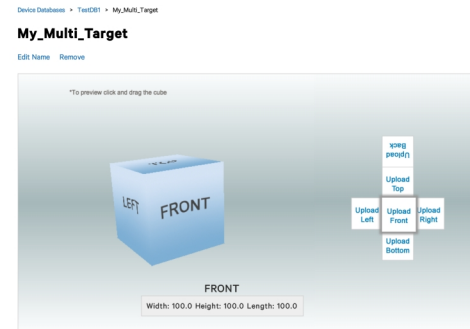 Device Databases > TestDB1 > My_Multi_Target
My_Multi_Target
Edit Name Remove
*To preview click and drag the cube
TOP
LEFT
FRONT
Upload
Back
Upload
Top
Upload
Left
Upload
Front
Upload
Right
Upload
Bottom
FRONT
Width: 100.0 Height: 100.0 Length: 100.0